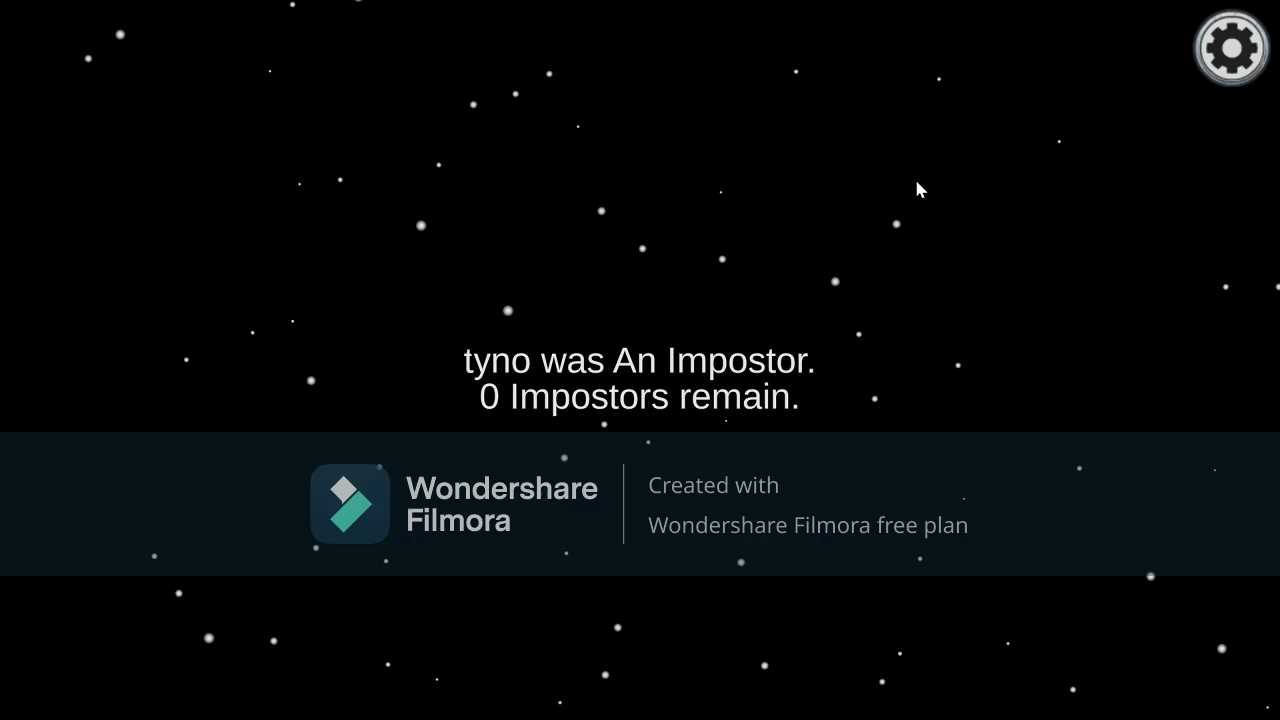 tyno was An Impostor.
0 Impostors remain.
Wondershare
Filmora
Created with
Wondershare Filmora free plan